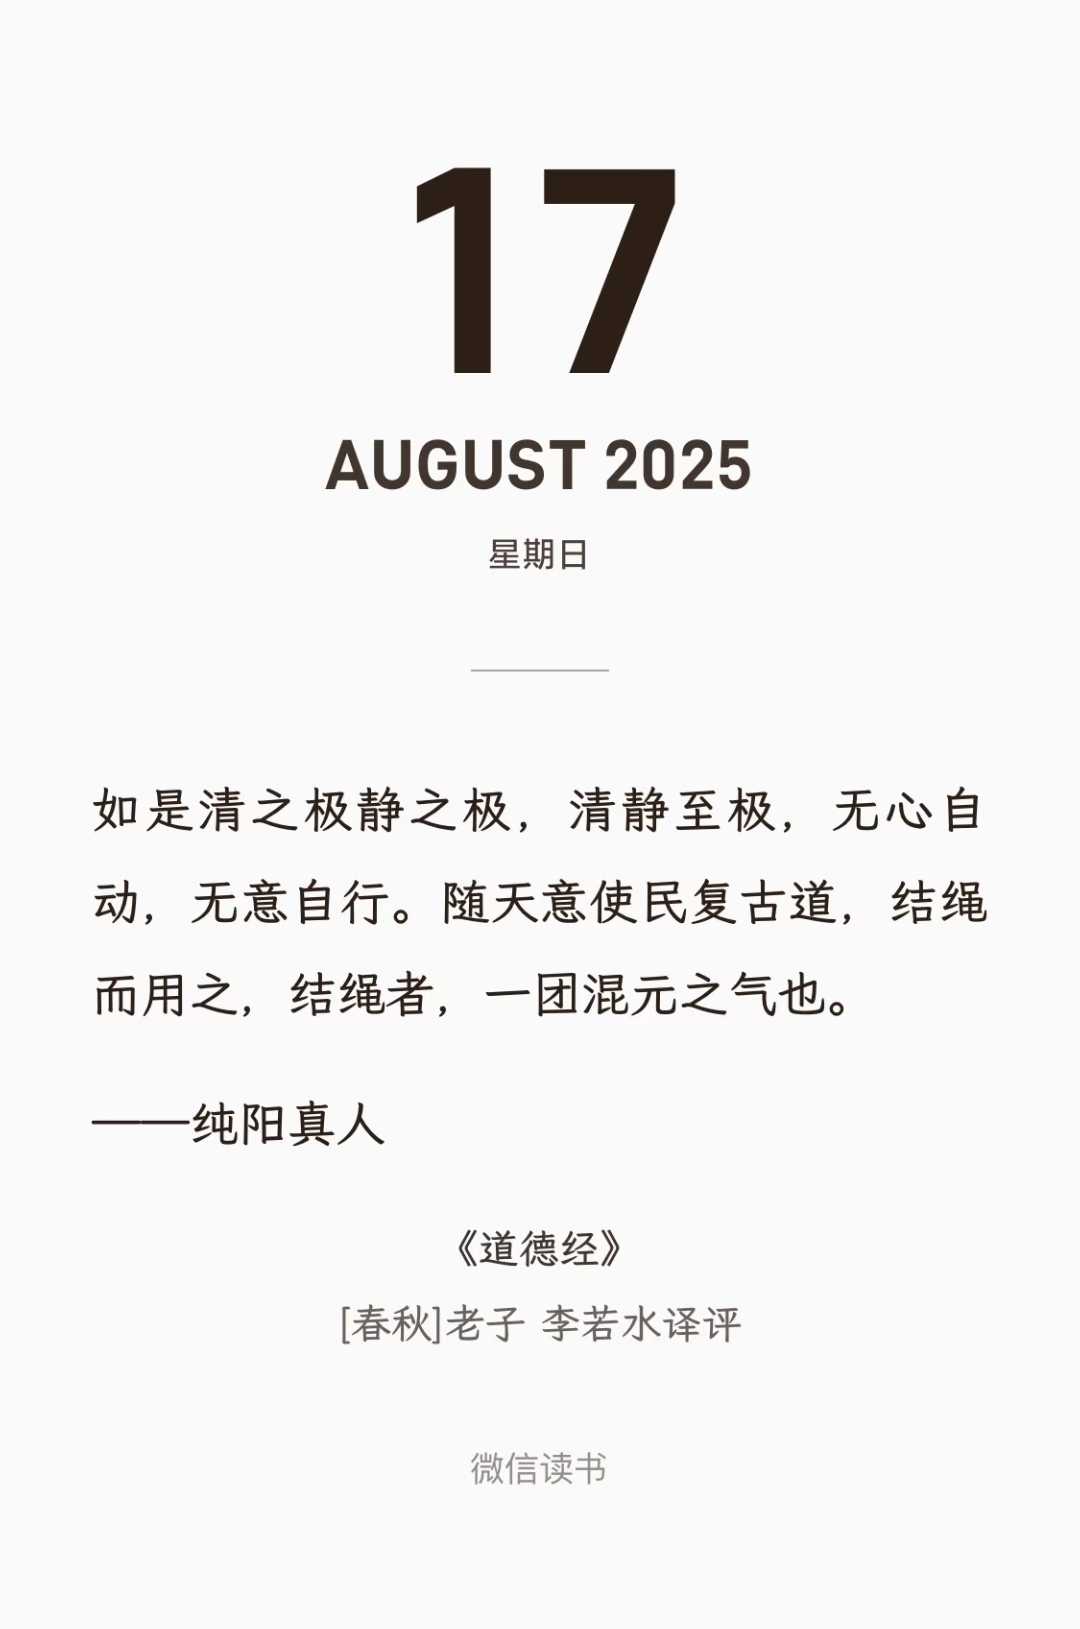 17
AUGUST 2025
星期日
如是清之极静之极，清静至极，无心自
动，无意自行。随天意使民复古道，结绳
而用之，结绳者，一团混元之气也。
——纯阳真人
《道德经》
[春秋]老子 李若水译评
微信读书